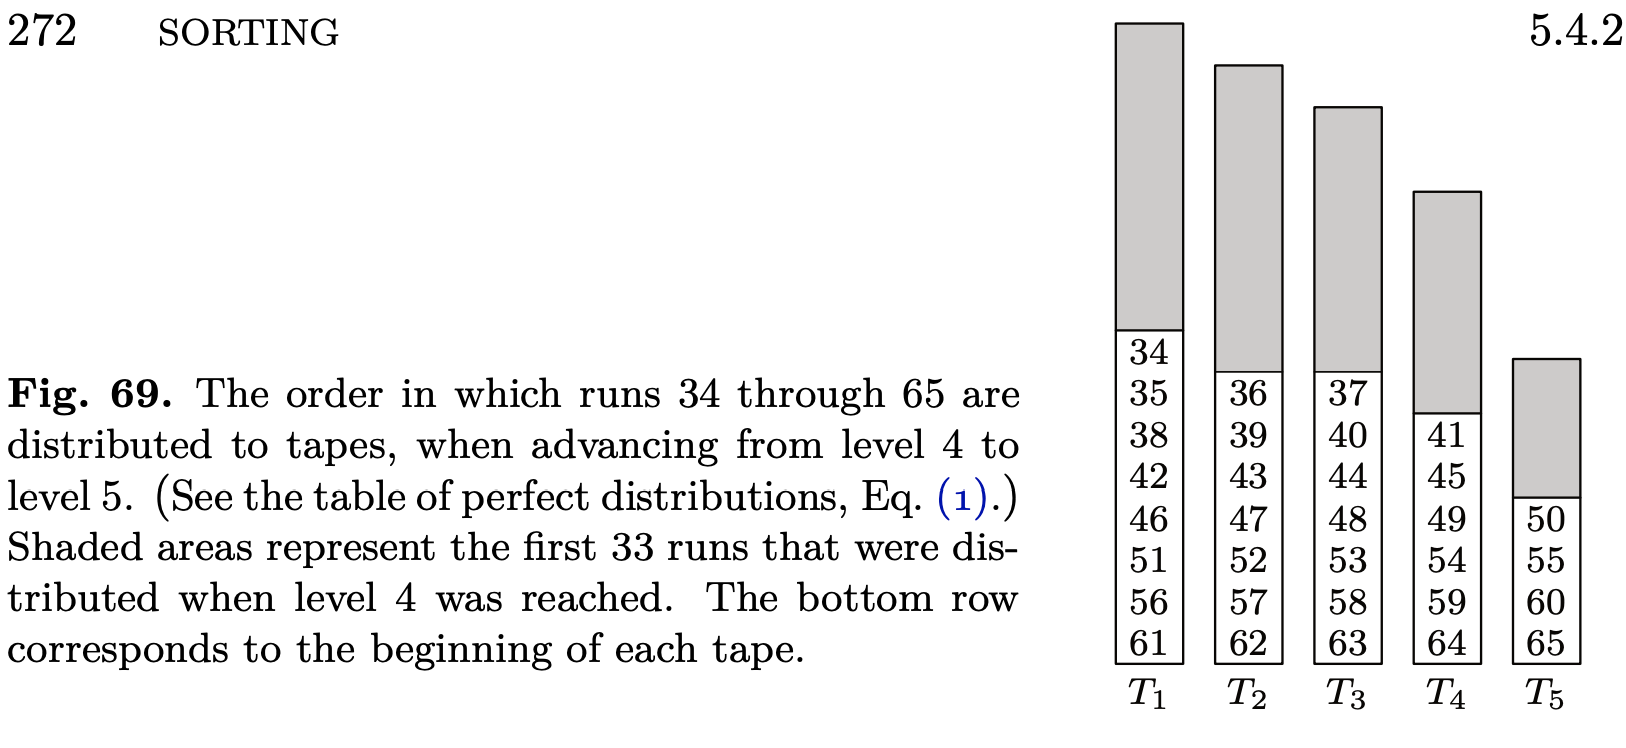 272 SORTING 5.4.2
Fig. 69. The order in which runs 34 through 65 are
distributed to tapes, when advancing from level 4 to
level 5. (See the table of perfect distributions, Eq. (1).)
Shaded areas represent the first 33 runs that were dis-
tributed when level 4 was reached. The bottom row
corresponds to the beginning of each tape.
34
35 36 37
38 39 40 41
42 43 44 45
46 47 48 49 50
51 52 53 54 55
56 57 58 59 60
61 62 63 64 65
T1 T2 T3 T4 T5